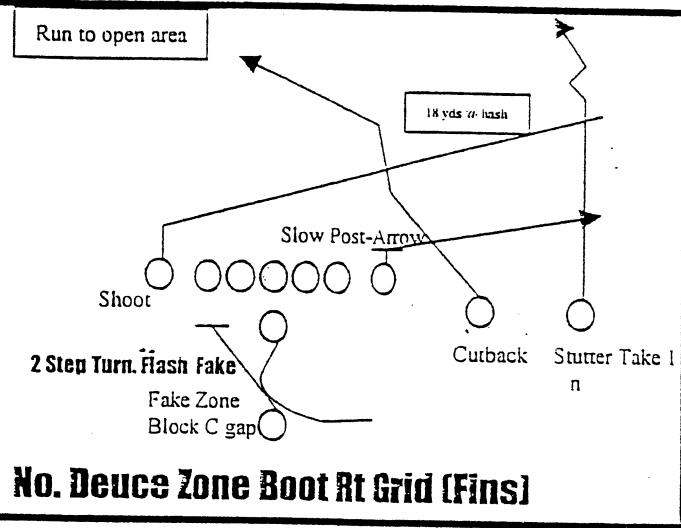 Run to open area
18 yds @ hash
Slow Post-Arrow
Shoot
Cutback
Stutter Take I
n
2 Step Turn. Flash Fake
Fake Zone
Block C gap
No. Deuce Zone Boot Rt Grid (Fins)